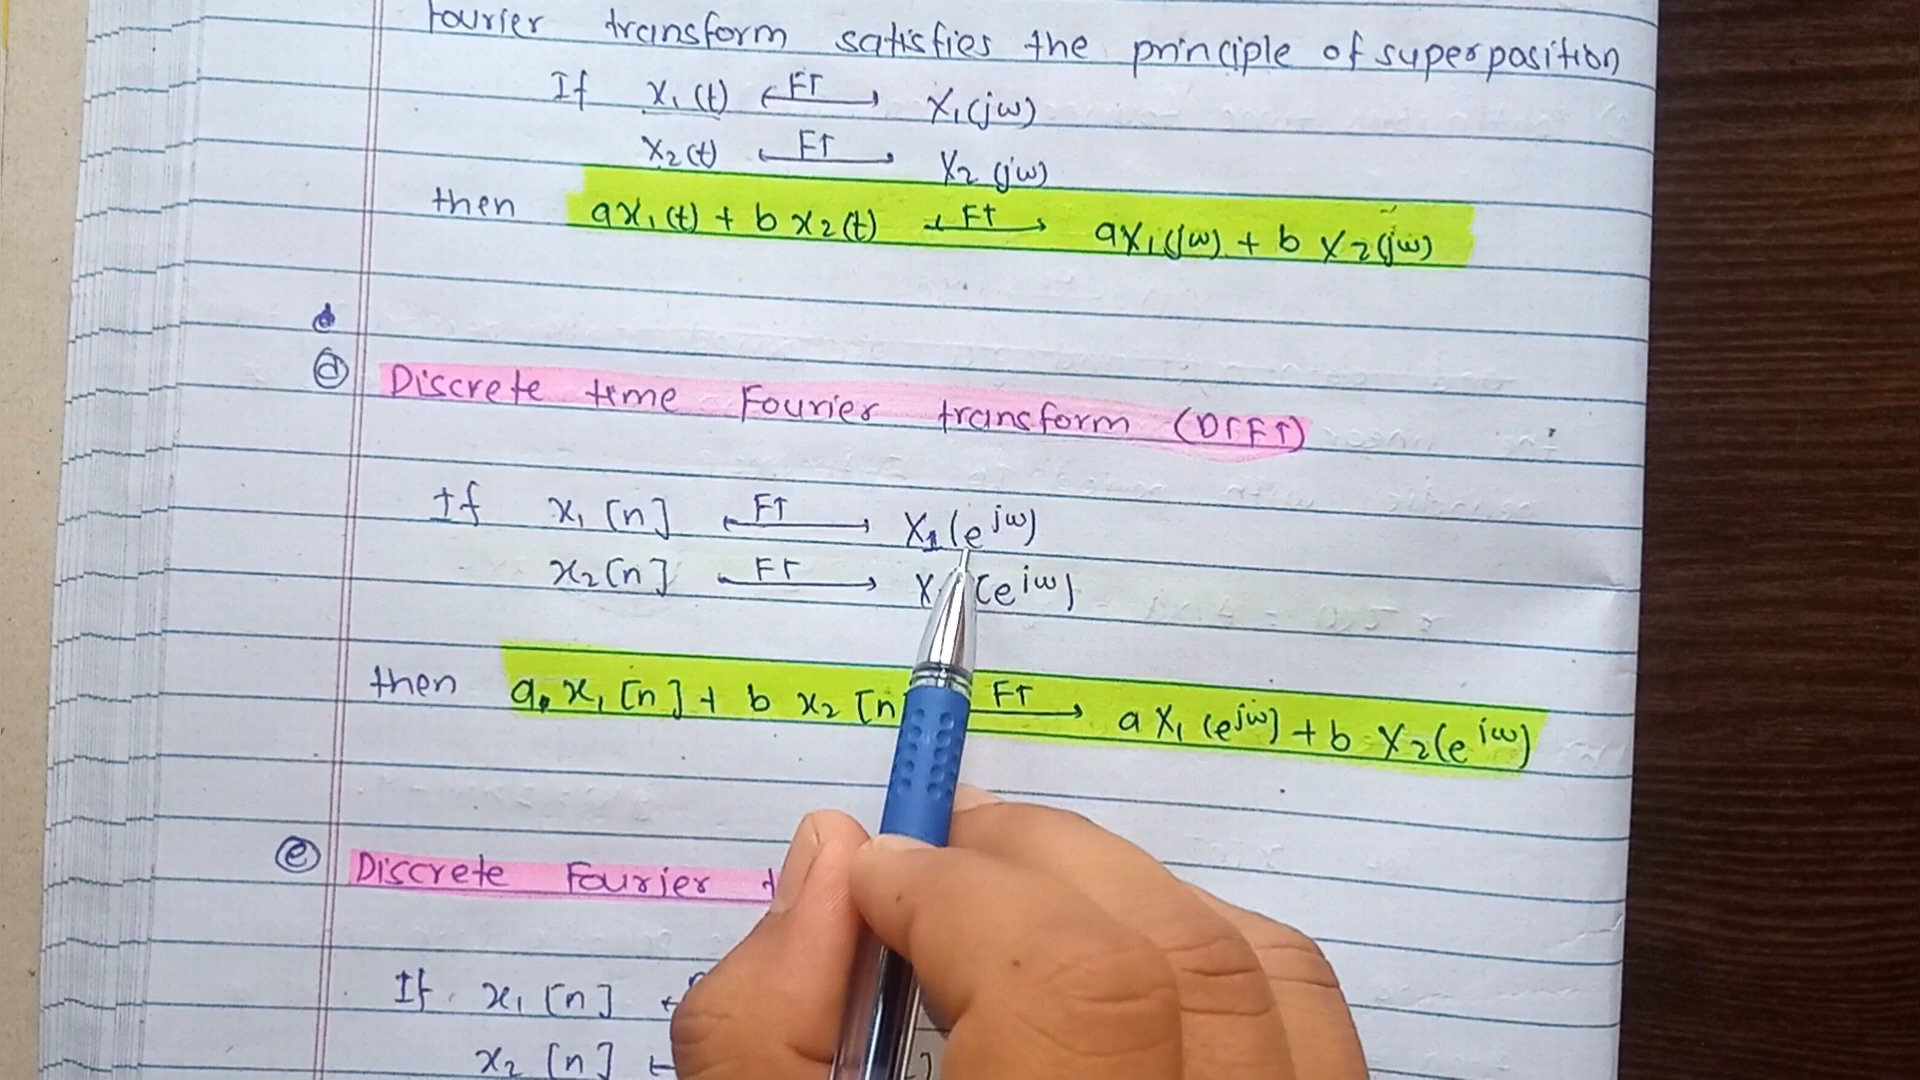 Fourier transform satisfies the principle of superposition
If x₁(t) ←FT→ X₁(jω)
x₂(t) ←FT→ X₂(jω)
then ax₁(t) + b x₂(t) ←FT→ aX₁(jω) + b X₂(jω)
ⓓ Discrete time Fourier transform (DTFT)
If x₁[n] ←FT→ X₁(e^jω)
x₂[n] ←FT→ X (e^jω)
then a x₁[n] + b x₂[n FT→ a X₁(e^jω) + b X₂(e^jω)
ⓔ Discrete Fourier t
If x₁[n] ←
x₂[n] ←